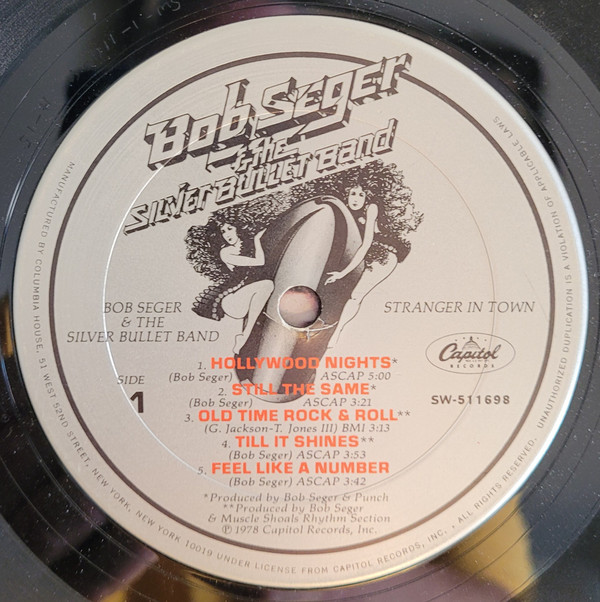 Bob Seger
& the
Silver Bullet Band
BOB SEGER
& THE
SILVER BULLET BAND
STRANGER IN TOWN
Capitol
RECORDS
SW-511698
SIDE
1
1. HOLLYWOOD NIGHTS*
(Bob Seger) ASCAP 5:00
2. STILL THE SAME*
(Bob Seger) ASCAP 3:21
3. OLD TIME ROCK & ROLL**
(G. Jackson-T. Jones III) BMI 3:13
4. TILL IT SHINES**
(Bob Seger) ASCAP 3:53
5. FEEL LIKE A NUMBER
(Bob Seger) ASCAP 3:42
*Produced by Bob Seger & Punch
**Produced by Bob Seger
& Muscle Shoals Rhythm Section
℗ 1978 Capitol Records, Inc.
MANUFACTURED BY COLUMBIA HOUSE, 51 WEST 52ND STREET, NEW YORK, NEW YORK 10019 UNDER LICENSE FROM CAPITOL RECORDS, INC. • ALL RIGHTS RESERVED. UNAUTHORIZED DUPLICATION IS A VIOLATION OF APPLICABLE LAWS